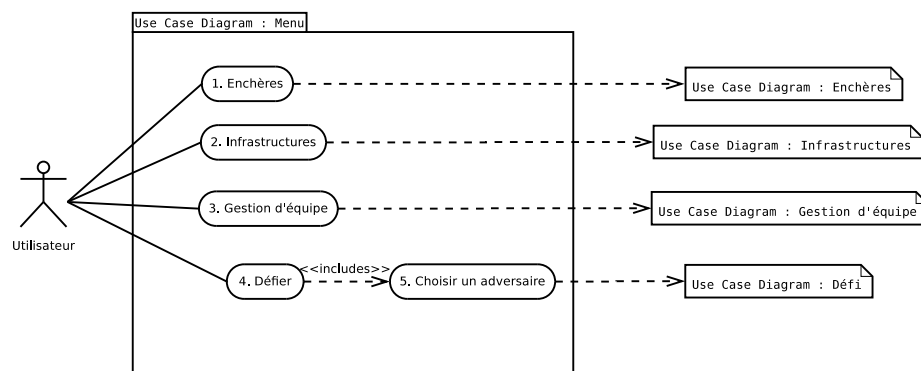 Use Case Diagram : Menu
1. Enchères
Use Case Diagram : Enchères
2. Infrastructures
Use Case Diagram : Infrastructures
3. Gestion d'équipe
Use Case Diagram : Gestion d'équipe
Utilisateur
4. Défier
<<includes>>
5. Choisir un adversaire
Use Case Diagram : Défi